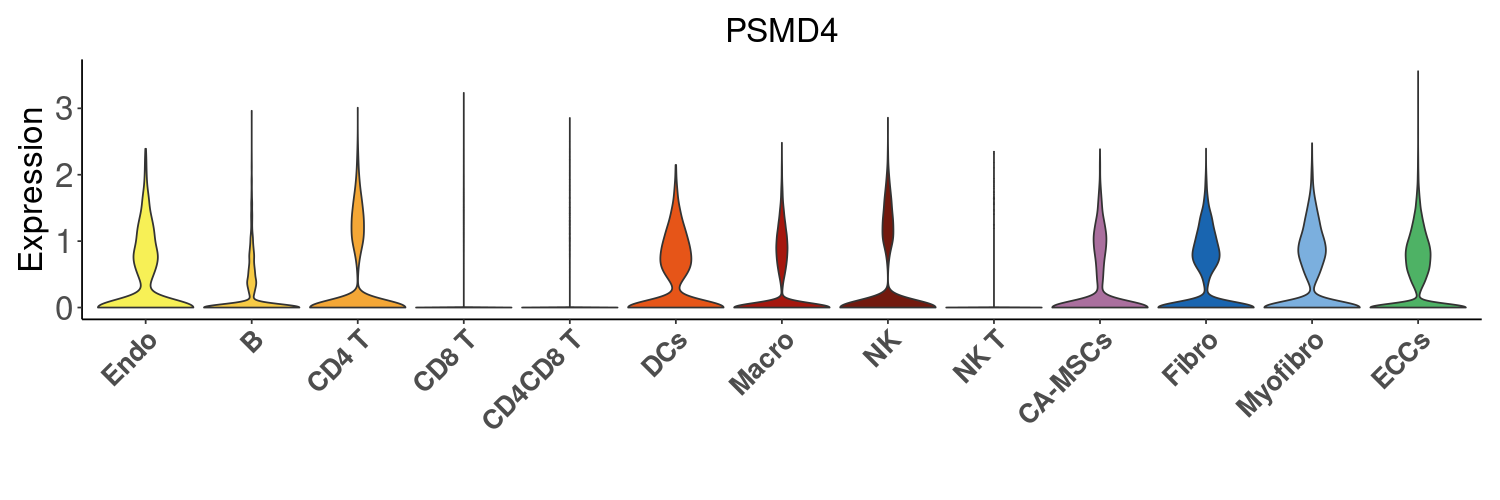 PSMD4
Expression
3
2
1
0
Endo
B
CD4 T
CD8 T
CD4CD8 T
DCs
Macro
NK
NK T
CA-MSCs
Fibro
Myofibro
ECCs